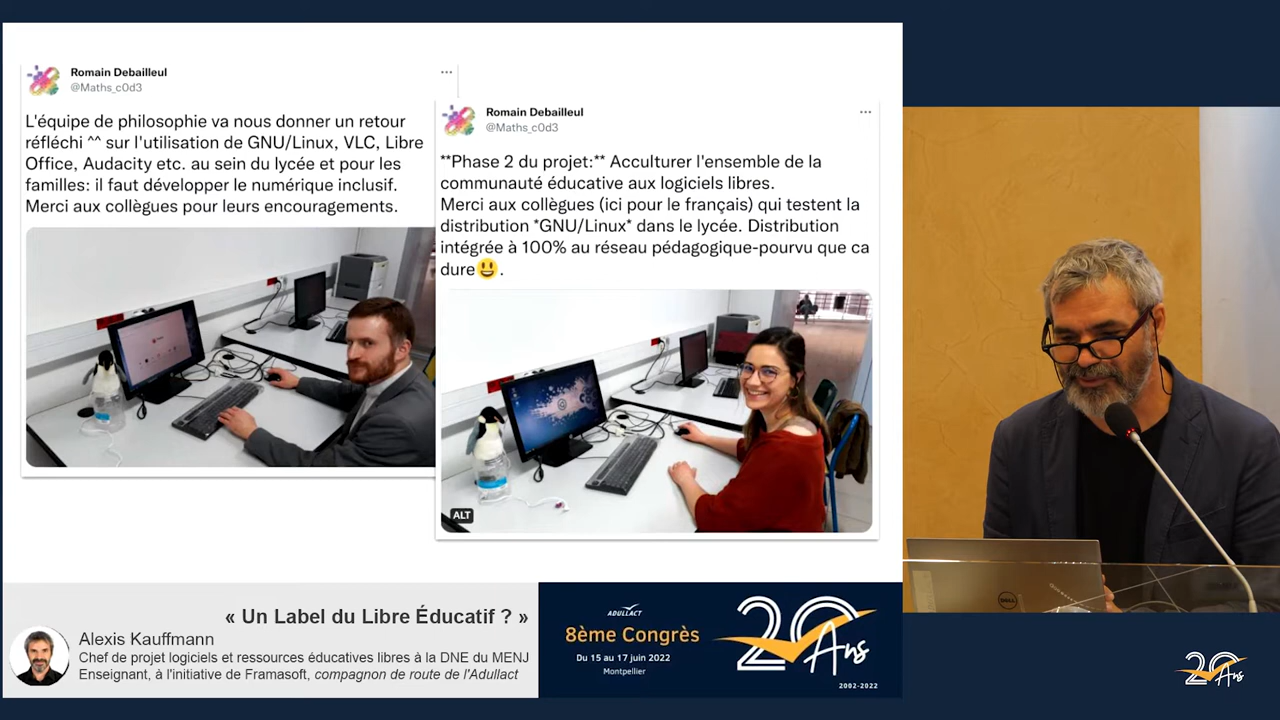 Romain Debailleul
@Maths_c0d3
L'équipe de philosophie va nous donner un retour
réfléchi ^^ sur l'utilisation de GNU/Linux, VLC, Libre
Office, Audacity etc. au sein du lycée et pour les
familles: il faut développer le numérique inclusif.
Merci aux collègues pour leurs encouragements.
Romain Debailleul
@Maths_c0d3
**Phase 2 du projet:** Acculturer l'ensemble de la
communauté éducative aux logiciels libres.
Merci aux collègues (ici pour le français) qui testent la
distribution *GNU/Linux* dans le lycée. Distribution
intégrée à 100% au réseau pédagogique-pourvu que ca
dure😃.
ALT
« Un Label du Libre Éducatif ? »
Alexis Kauffmann
Chef de projet logiciels et ressources éducatives libres à la DNE du MENJ
Enseignant, à l'initiative de Framasoft, compagnon de route de l'Adullact
ADULLACT
8ème Congrès
Du 15 au 17 juin 2022
Montpellier
20
Ans
2002-2022
DELL
20
Ans